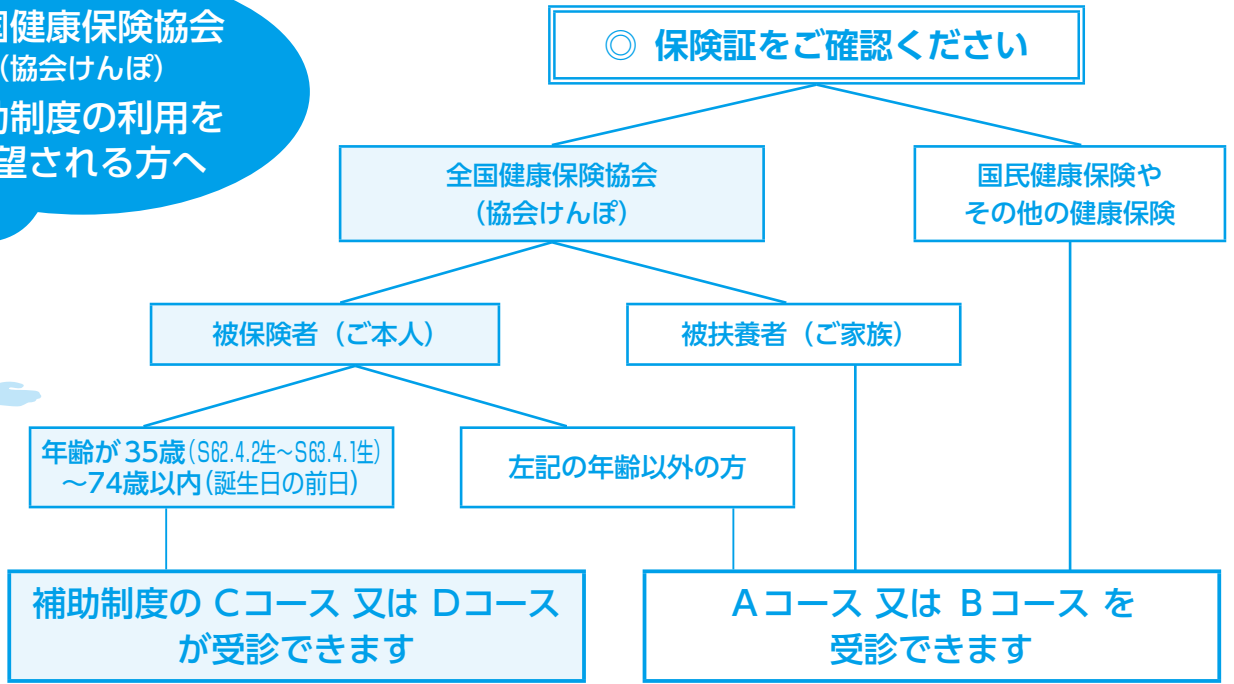 国健康保険協会
（協会けんぽ）
助制度の利用を
望される方へ
◎ 保険証をご確認ください
全国健康保険協会
（協会けんぽ）
国民健康保険や
その他の健康保険
被保険者（ご本人）
被扶養者（ご家族）
年齢が35歳(S62.4.2生～S63.4.1生)
～74歳以内(誕生日の前日)
左記の年齢以外の方
補助制度の Cコース 又は Dコース
が受診できます
Aコース 又は Bコース を
受診できます